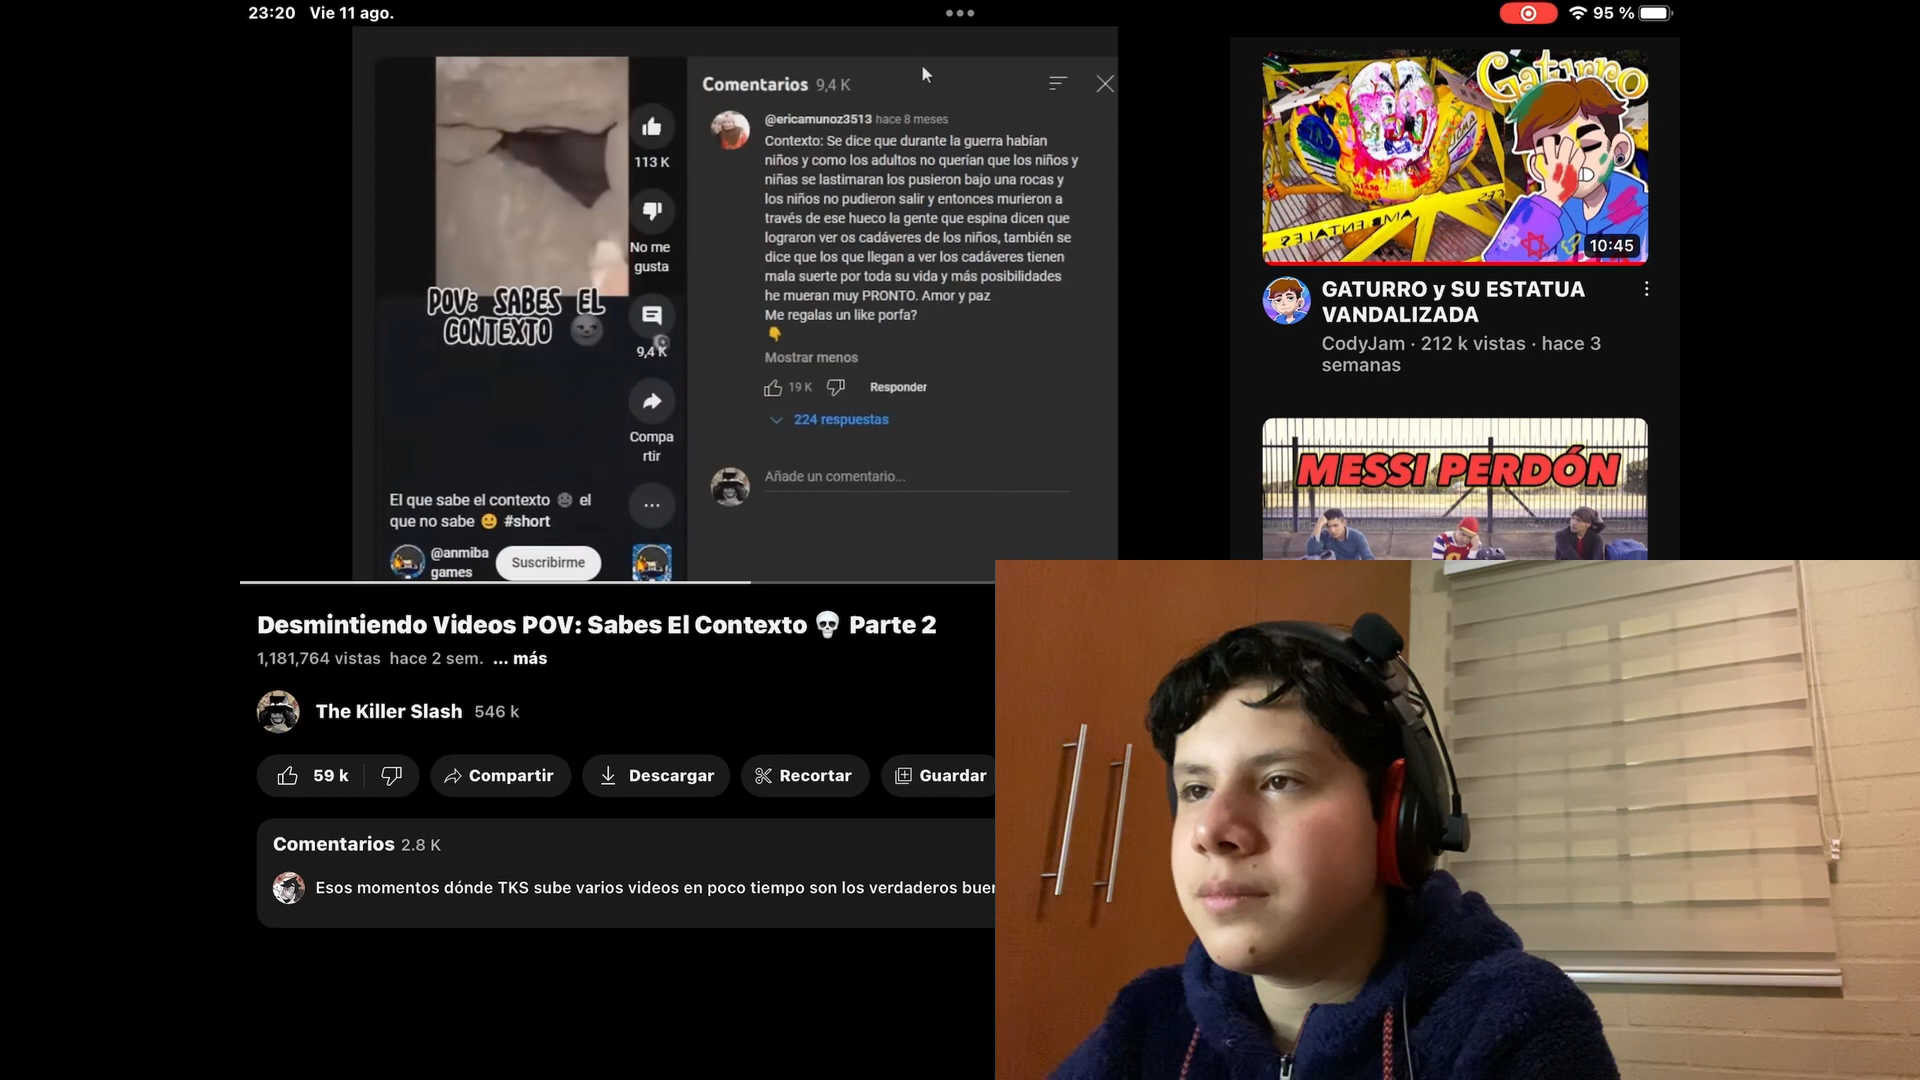 23:20 Vie 11 ago.
95 %
POV: SABES EL
CONTEXTO
113 K
No me
gusta
9,4 K
Compa
rtir
El que sabe el contexto 🌚 el
que no sabe 🙂 #short
@anmiba
games
Suscribirme
Comentarios 9,4 K
@ericamunoz3513 hace 8 meses
Contexto: Se dice que durante la guerra habían
niños y como los adultos no querían que los niños y
niñas se lastimaran los pusieron bajo una rocas y
los niños no pudieron salir y entonces murieron a
través de ese hueco la gente que espina dicen que
lograron ver os cadáveres de los niños, también se
dice que los que llegan a ver los cadáveres tienen
mala suerte por toda su vida y más posibilidades
he mueran muy PRONTO. Amor y paz
Me regalas un like porfa?
👇
Mostrar menos
19 K Responder
224 respuestas
Añade un comentario...
Gaturro
10:45
GATURRO y SU ESTATUA
VANDALIZADA
CodyJam · 212 k vistas · hace 3
semanas
MESSI PERDÓN
Desmintiendo Videos POV: Sabes El Contexto 💀 Parte 2
1,181,764 vistas hace 2 sem. ... más
The Killer Slash 546 k
59 k
Compartir
Descargar
Recortar
Guardar
Comentarios 2.8 K
Esos momentos dónde TKS sube varios videos en poco tiempo son los verdaderos buen